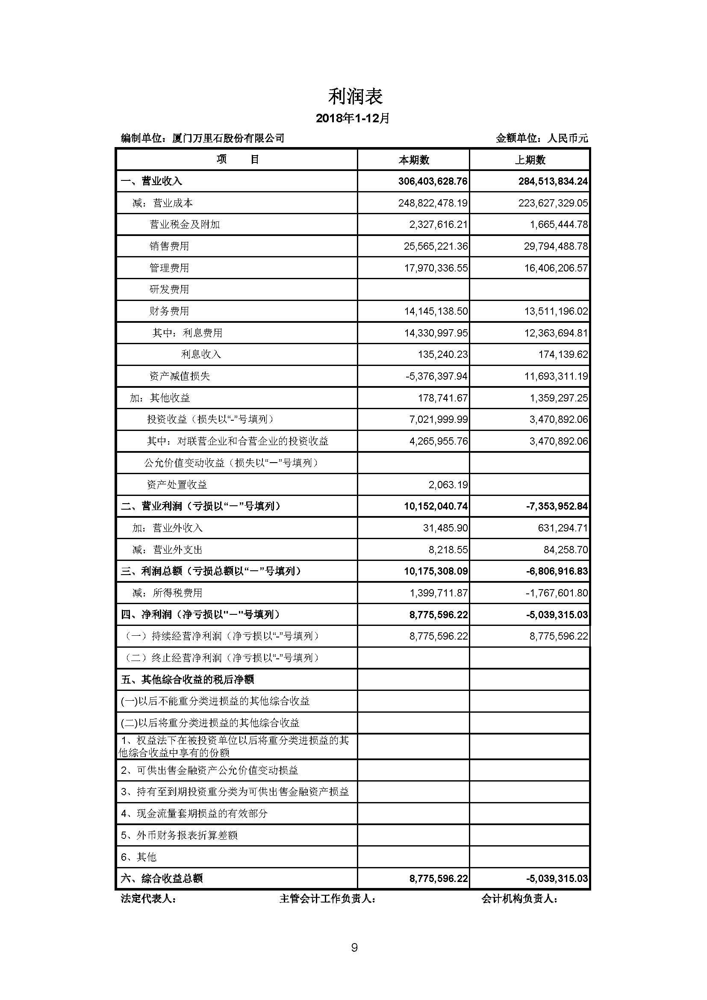 利润表
2018年1-12月
编制单位：厦门万里石股份有限公司 金额单位：人民币元
项 目 本期数 上期数
一、营业收入 306,403,628.76 284,513,834.24
减：营业成本 248,822,478.19 223,627,329.05
营业税金及附加 2,327,616.21 1,665,444.78
销售费用 25,565,221.36 29,794,488.78
管理费用 17,970,336.55 16,406,206.57
研发费用
财务费用 14,145,138.50 13,511,196.02
其中：利息费用 14,330,997.95 12,363,694.81
利息收入 135,240.23 174,139.62
资产减值损失 -5,376,397.94 11,693,311.19
加：其他收益 178,741.67 1,359,297.25
投资收益（损失以“-”号填列） 7,021,999.99 3,470,892.06
其中：对联营企业和合营企业的投资收益 4,265,955.76 3,470,892.06
公允价值变动收益（损失以“－”号填列）
资产处置收益 2,063.19
二、营业利润（亏损以“－”号填列） 10,152,040.74 -7,353,952.84
加：营业外收入 31,485.90 631,294.71
减：营业外支出 8,218.55 84,258.70
三、利润总额（亏损总额以“－”号填列） 10,175,308.09 -6,806,916.83
减：所得税费用 1,399,711.87 -1,767,601.80
四、净利润（净亏损以"－"号填列） 8,775,596.22 -5,039,315.03
（一）持续经营净利润（净亏损以“-”号填列） 8,775,596.22 8,775,596.22
（二）终止经营净利润（净亏损以“-”号填列）
五、其他综合收益的税后净额
(一)以后不能重分类进损益的其他综合收益
(二)以后将重分类进损益的其他综合收益
1、权益法下在被投资单位以后将重分类进损益的其
他综合收益中享有的份额
2、可供出售金融资产公允价值变动损益
3、持有至到期投资重分类为可供出售金融资产损益
4、现金流量套期损益的有效部分
5、外币财务报表折算差额
6、其他
六、综合收益总额 8,775,596.22 -5,039,315.03
法定代表人： 主管会计工作负责人： 会计机构负责人：
9